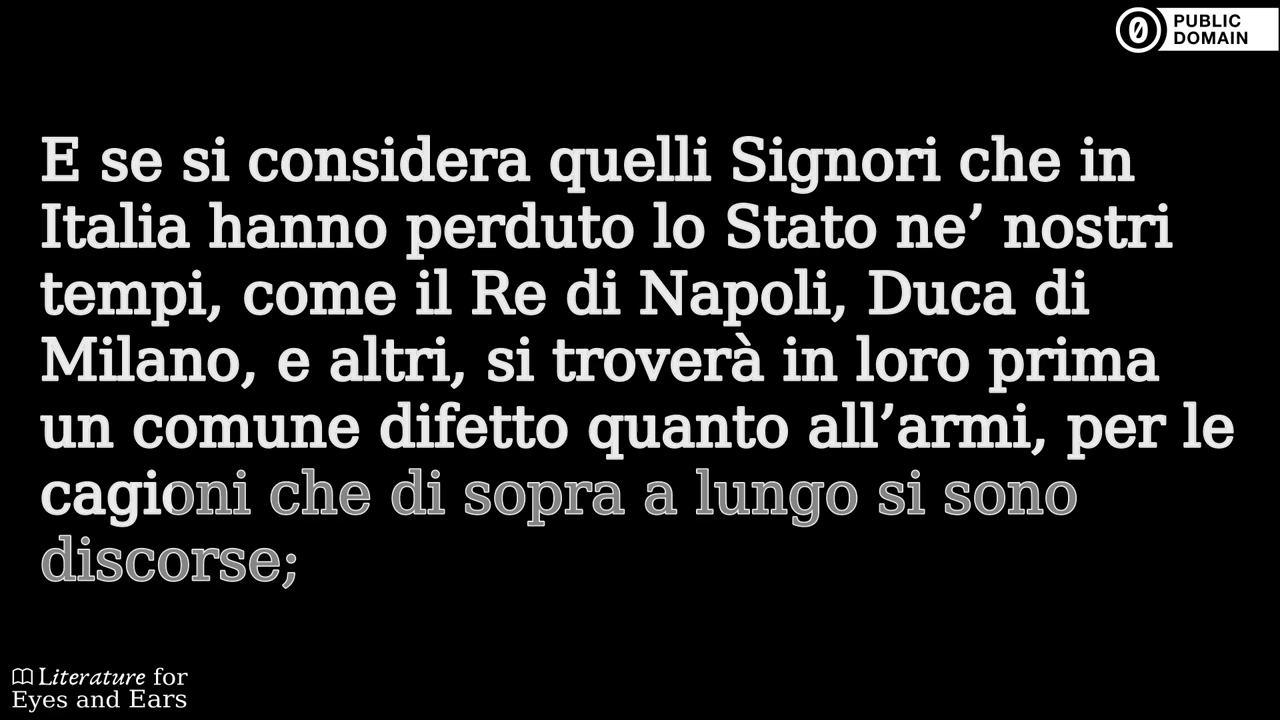 PUBLIC
DOMAIN
E se si considera quelli Signori che in
Italia hanno perduto lo Stato ne’ nostri
tempi, come il Re di Napoli, Duca di
Milano, e altri, si troverà in loro prima
un comune difetto quanto all’armi, per le
cagioni che di sopra a lungo si sono
discorse;
Literature for
Eyes and Ears